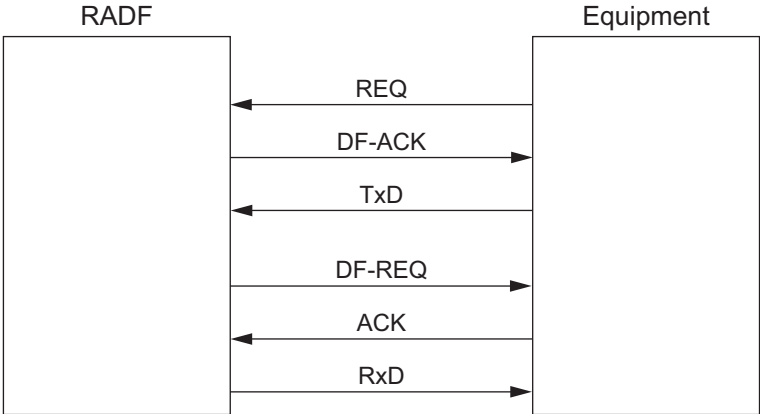 RADF
Equipment
REQ
DF-ACK
TxD
DF-REQ
ACK
RxD